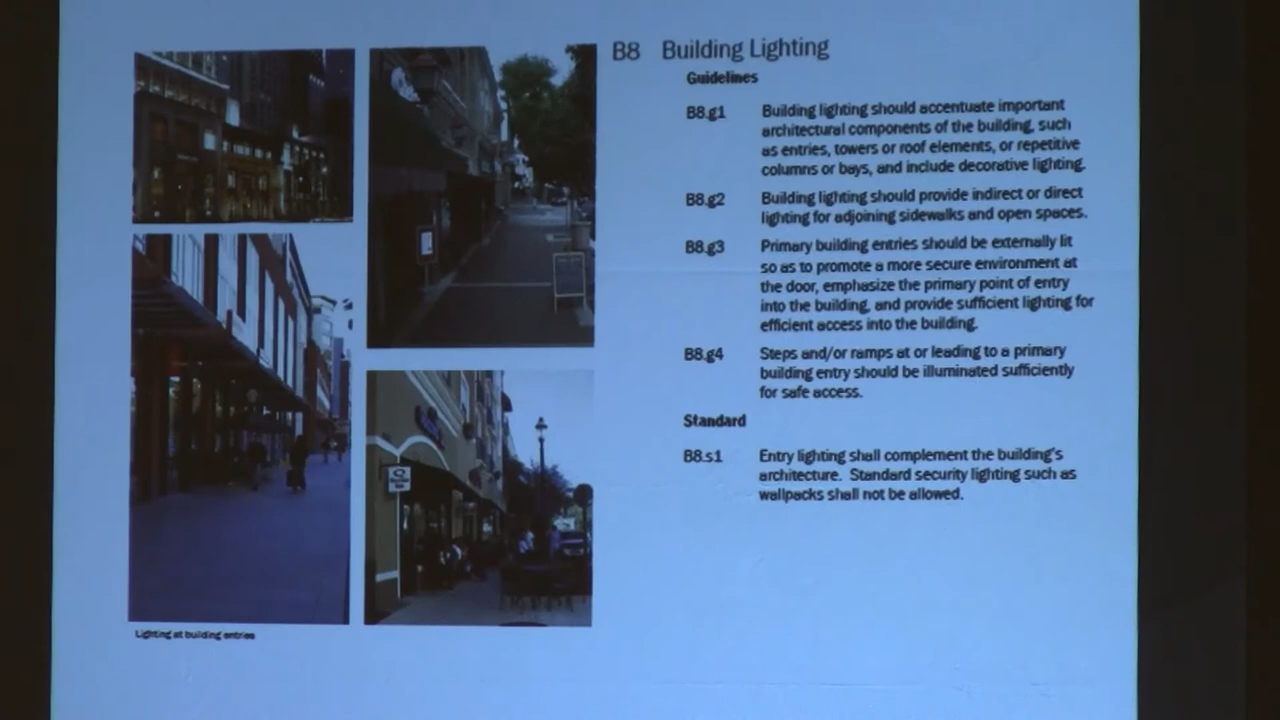 B8 Building Lighting
Guidelines
B8.g1 Building lighting should accentuate important
architectural components of the building, such
as entries, towers or roof elements, or repetitive
columns or bays, and include decorative lighting.
B8.g2 Building lighting should provide indirect or direct
lighting for adjoining sidewalks and open spaces.
B8.g3 Primary building entries should be externally lit
so as to promote a more secure environment at
the door, emphasize the primary point of entry
into the building, and provide sufficient lighting for
efficient access into the building.
B8.g4 Steps and/or ramps at or leading to a primary
building entry should be illuminated sufficiently
for safe access.
Standard
B8.s1 Entry lighting shall complement the building's
architecture. Standard security lighting such as
wallpacks shall not be allowed.
Lighting at building entries